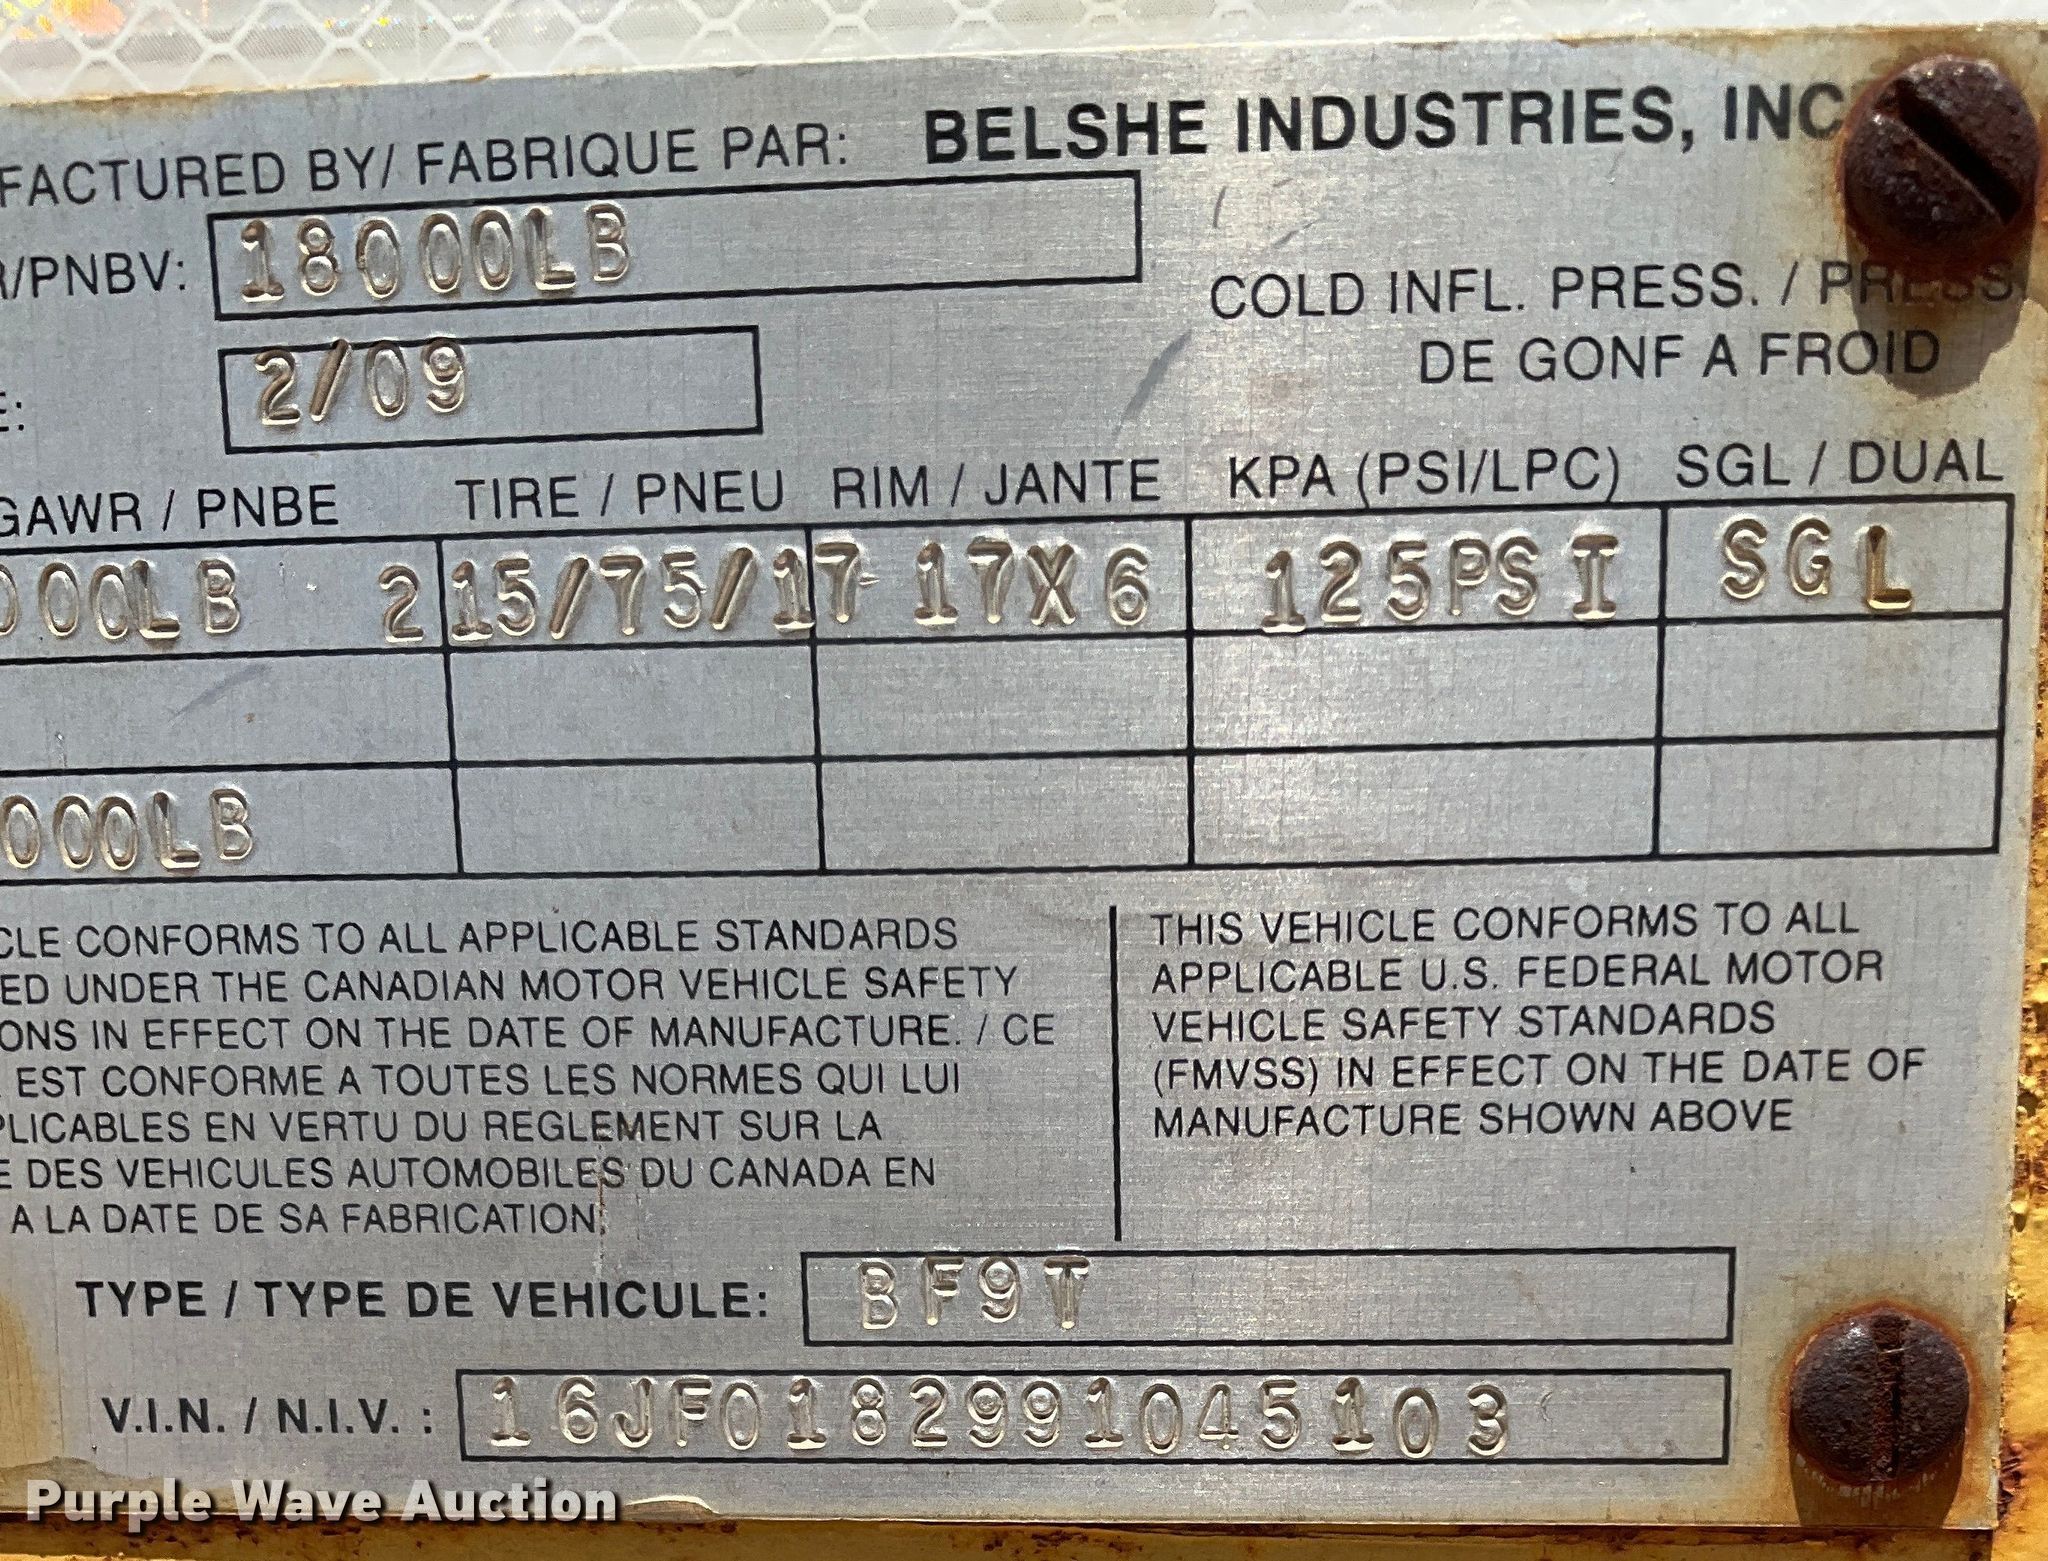 FACTURED BY/ FABRIQUE PAR: BELSHE INDUSTRIES, INC
R/PNBV: 18000LB
COLD INFL. PRESS. / PRESS.
DE GONF A FROID
E: 2/09
GAWR / PNBE TIRE / PNEU RIM / JANTE KPA (PSI/LPC) SGL / DUAL
000LB 215/75/17 17X6 125PSI SGL
000LB
CLE CONFORMS TO ALL APPLICABLE STANDARDS
ED UNDER THE CANADIAN MOTOR VEHICLE SAFETY
ONS IN EFFECT ON THE DATE OF MANUFACTURE. / CE
EST CONFORME A TOUTES LES NORMES QUI LUI
PLICABLES EN VERTU DU REGLEMENT SUR LA
E DES VEHICULES AUTOMOBILES DU CANADA EN
A LA DATE DE SA FABRICATION.
THIS VEHICLE CONFORMS TO ALL
APPLICABLE U.S. FEDERAL MOTOR
VEHICLE SAFETY STANDARDS
(FMVSS) IN EFFECT ON THE DATE OF
MANUFACTURE SHOWN ABOVE
TYPE / TYPE DE VEHICULE: BF9T
V.I.N. / N.I.V. : 16JF0182991045103
Purple Wave Auction